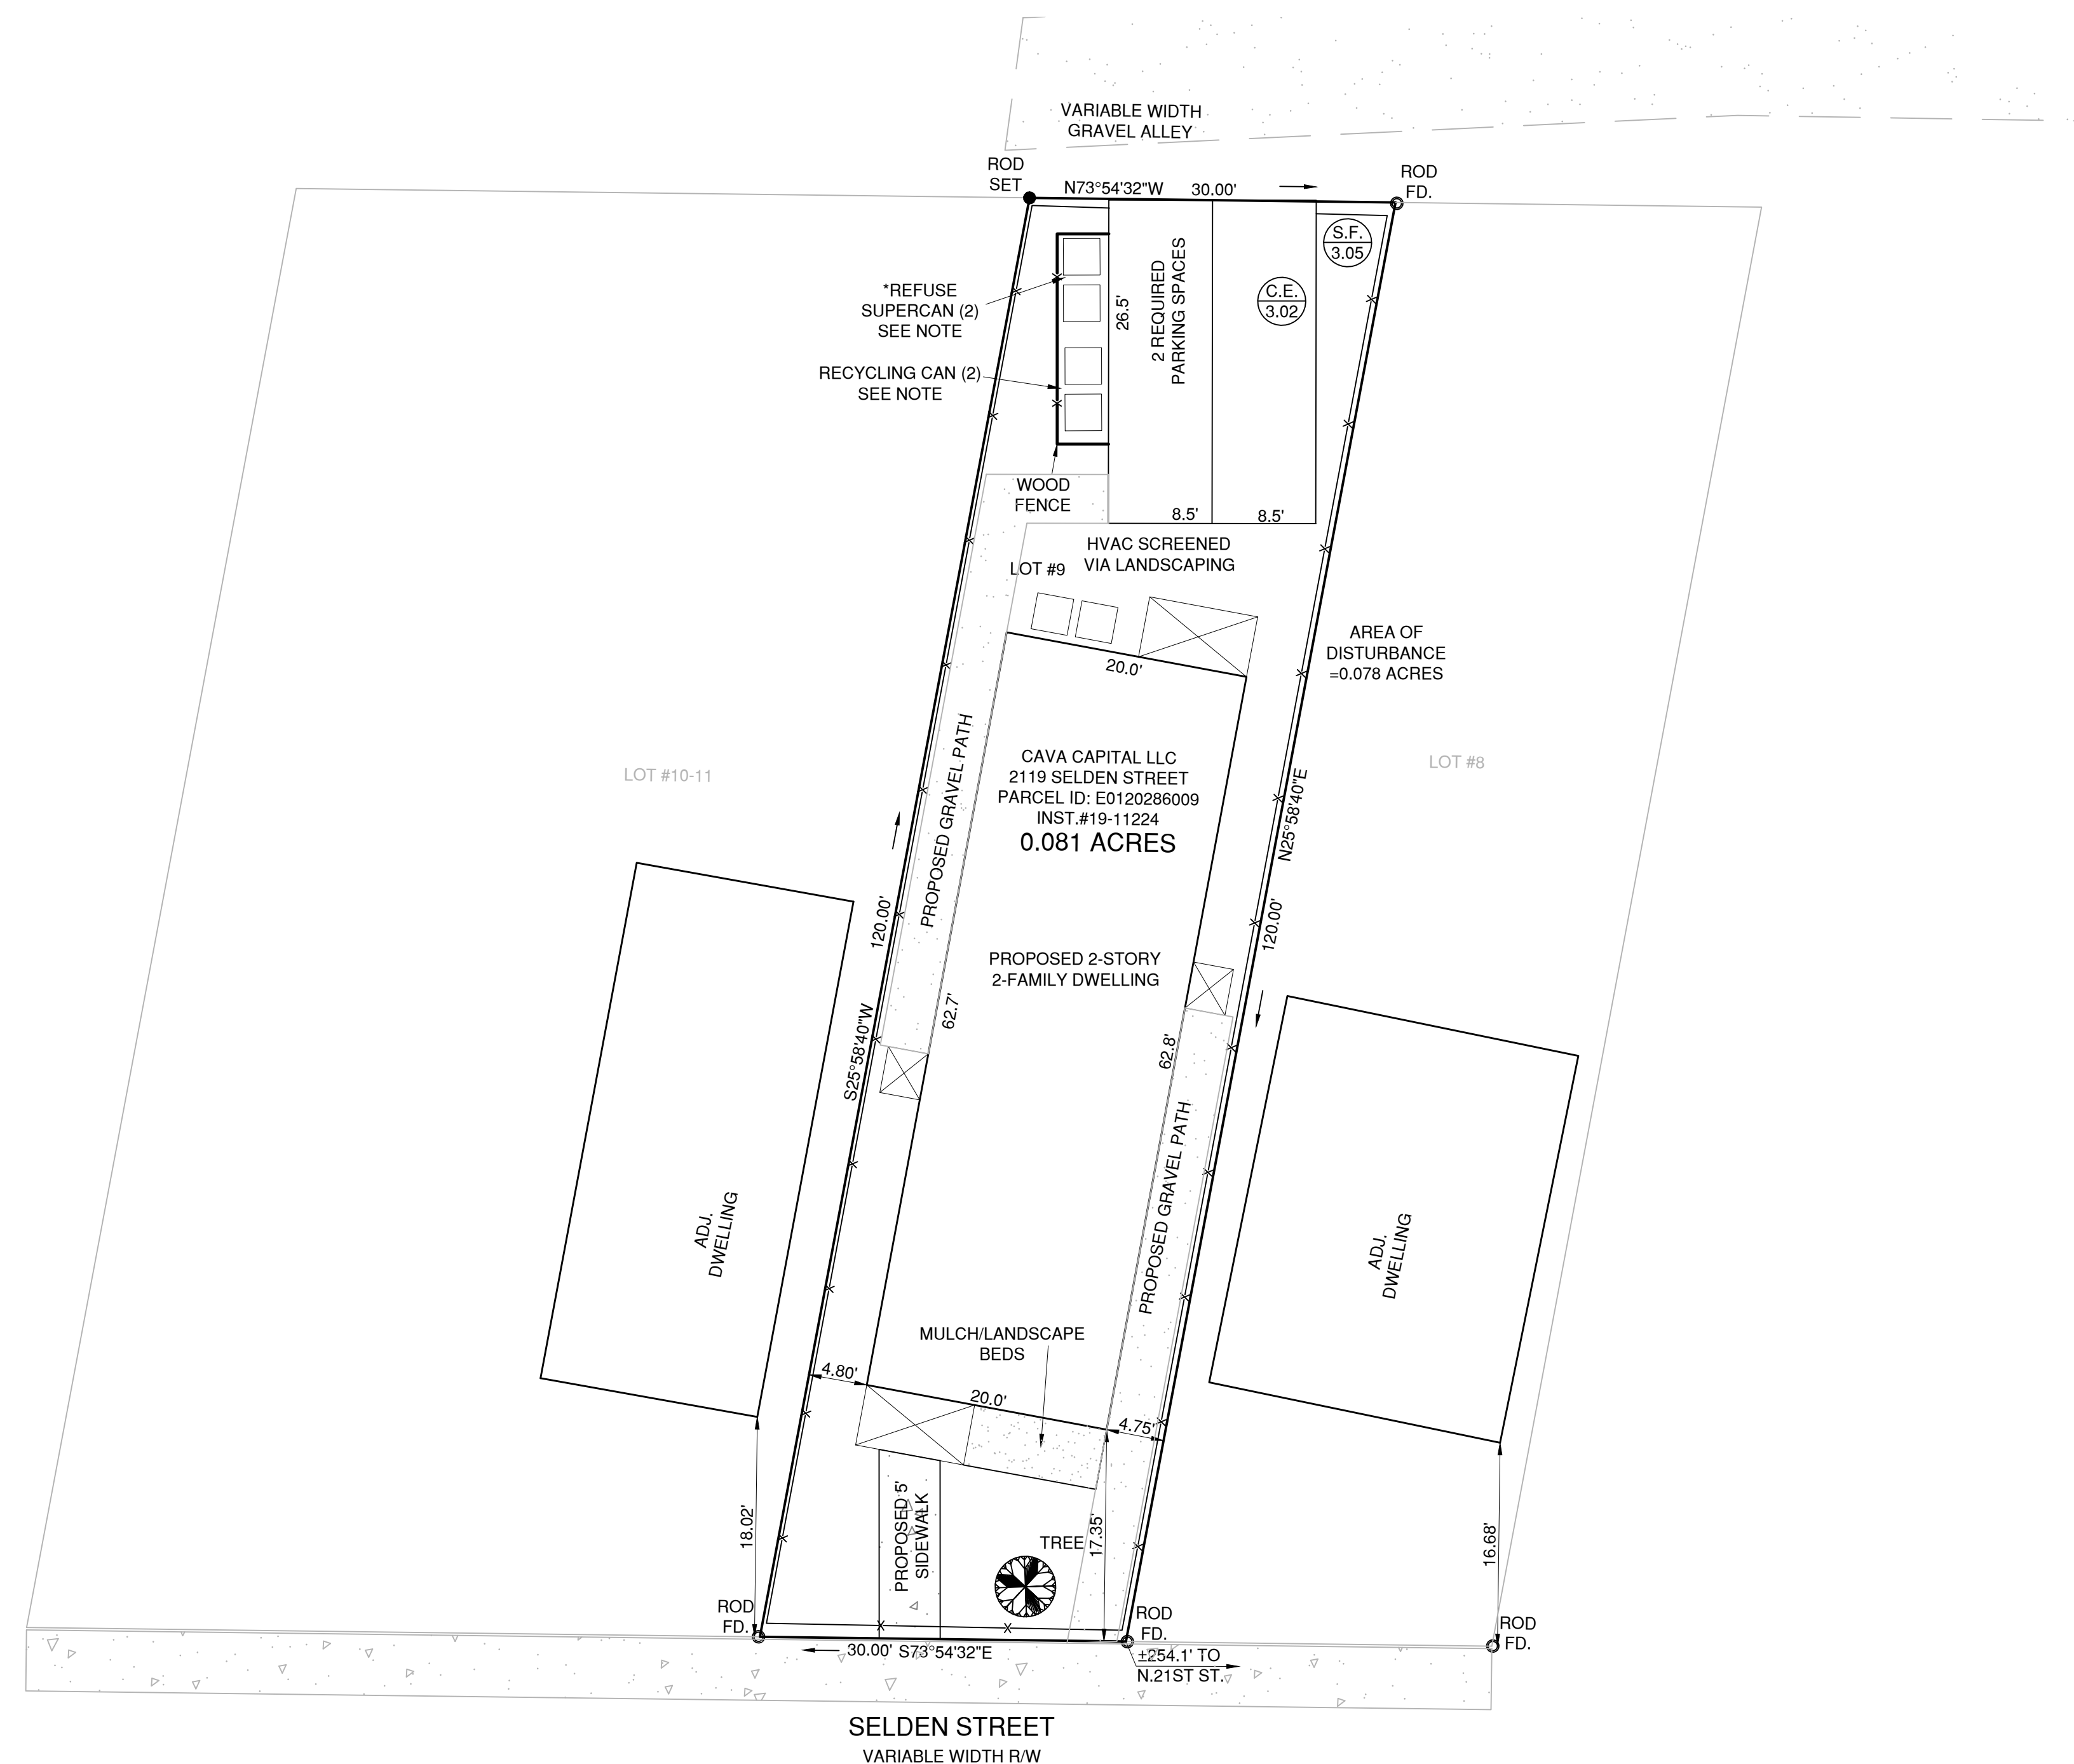 VARIABLE WIDTH
GRAVEL ALLEY
ROD
SET
N73°54'32"W 30.00'
ROD
FD.
S.F.
3.05
C.E.
3.02
2 REQUIRED
PARKING SPACES
26.5'
*REFUSE
SUPERCAN (2)
SEE NOTE
RECYCLING CAN (2)
SEE NOTE
WOOD
FENCE
8.5'
8.5'
HVAC SCREENED
VIA LANDSCAPING
LOT #9
20.0'
AREA OF
DISTURBANCE
=0.078 ACRES
LOT #10-11
LOT #8
CAVA CAPITAL LLC
2119 SELDEN STREET
PARCEL ID: E0120286009
INST.#19-11224
0.081 ACRES
PROPOSED GRAVEL PATH
N25°58'40"E
120.00'
120.00'
S25°58'40"W
PROPOSED 2-STORY
2-FAMILY DWELLING
62.7'
62.8'
PROPOSED GRAVEL PATH
ADJ.
DWELLING
ADJ.
DWELLING
MULCH/LANDSCAPE
BEDS
4.80'
20.0'
4.75'
18.02'
PROPOSED 5'
SIDEWALK
TREE
17.35'
16.68'
ROD
FD.
ROD
FD.
ROD
FD.
30.00' S73°54'32"E
±254.1' TO
N.21ST ST.
SELDEN STREET
VARIABLE WIDTH R/W